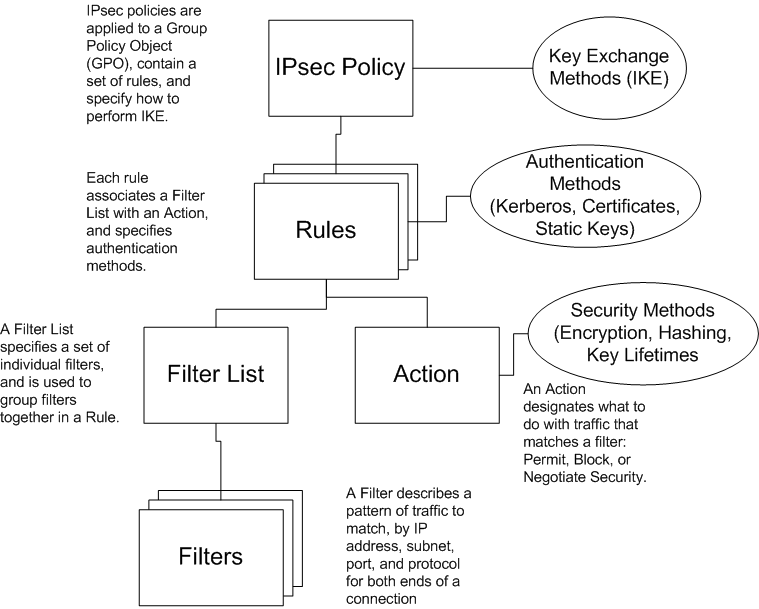 IPsec policies are
applied to a Group
Policy Object
(GPO), contain a
set of rules, and
specify how to
perform IKE.
IPsec Policy
Key Exchange
Methods (IKE)
Each rule
associates a Filter
List with an Action,
and specifies
authentication
methods.
Rules
Authentication
Methods
(Kerberos, Certificates,
Static Keys)
A Filter List
specifies a set of
individual filters,
and is used to
group filters
together in a Rule.
Filter List
Action
Security Methods
(Encryption, Hashing,
Key Lifetimes
An Action
designates what to
do with traffic that
matches a filter:
Permit, Block, or
Negotiate Security.
Filters
A Filter describes a
pattern of traffic to
match, by IP
address, subnet,
port, and protocol
for both ends of a
connection